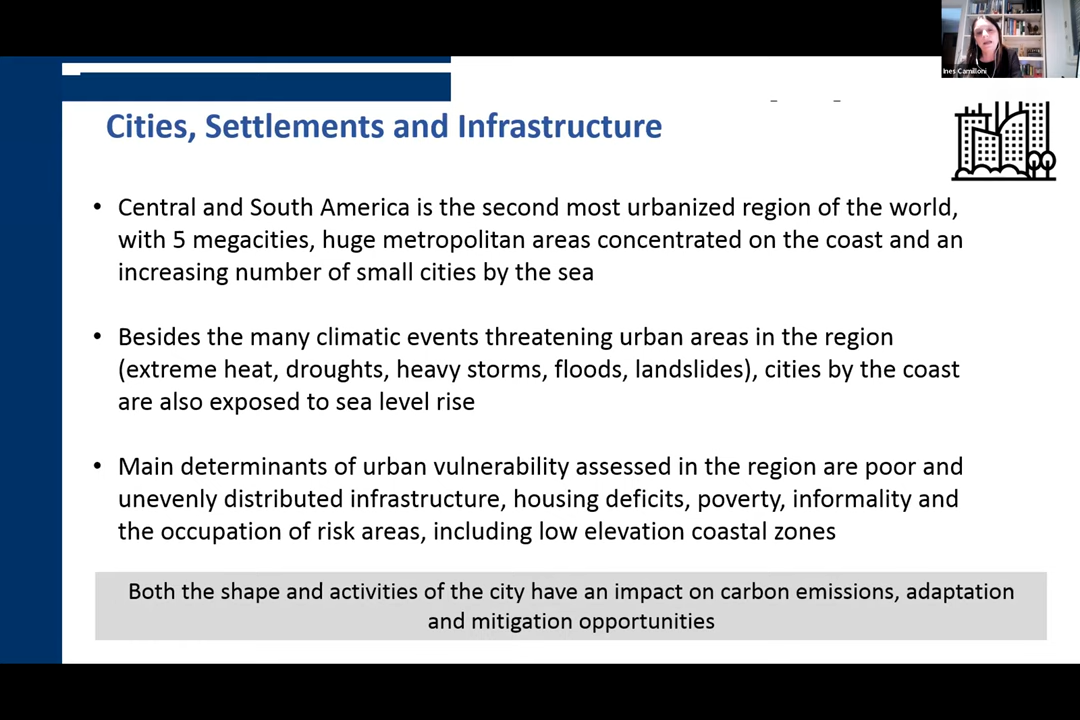 Ines Camilloni
Cities, Settlements and Infrastructure
• Central and South America is the second most urbanized region of the world,
with 5 megacities, huge metropolitan areas concentrated on the coast and an
increasing number of small cities by the sea
• Besides the many climatic events threatening urban areas in the region
(extreme heat, droughts, heavy storms, floods, landslides), cities by the coast
are also exposed to sea level rise
• Main determinants of urban vulnerability assessed in the region are poor and
unevenly distributed infrastructure, housing deficits, poverty, informality and
the occupation of risk areas, including low elevation coastal zones
Both the shape and activities of the city have an impact on carbon emissions, adaptation
and mitigation opportunities